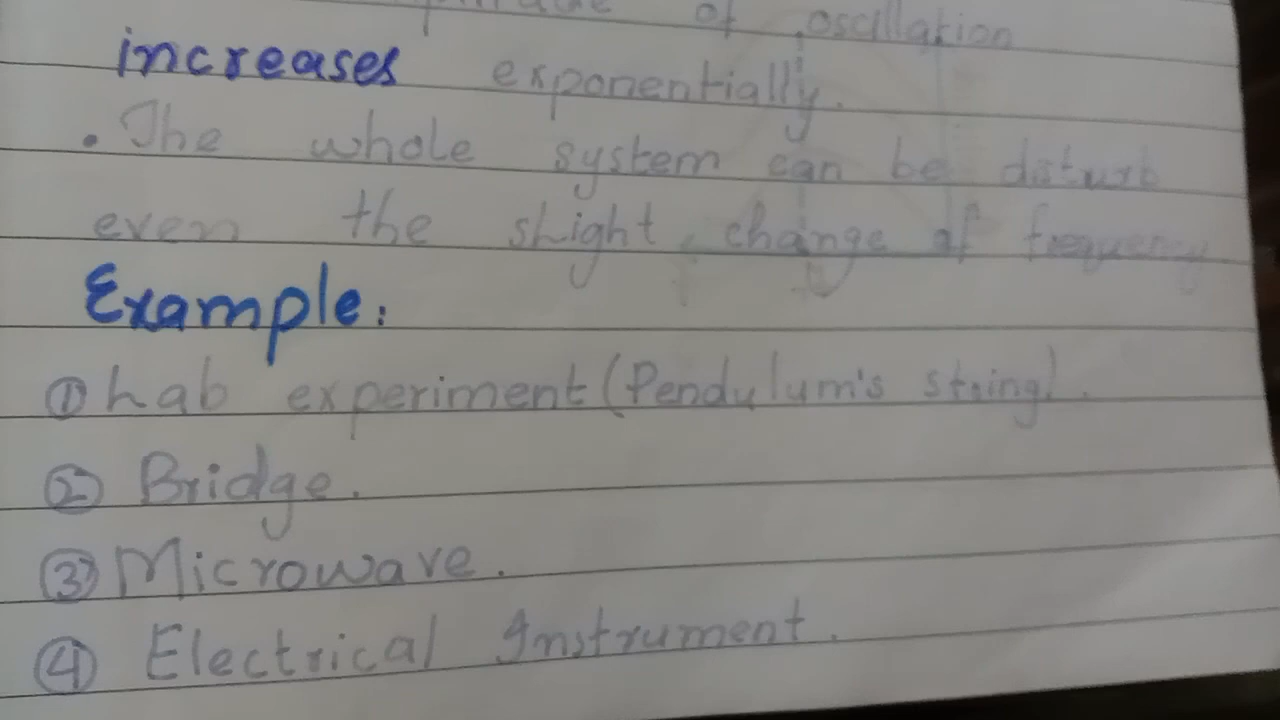 of oscillation
increases exponentially.
. The whole system can be disturb
even the slight change of frequency
Example:
① Lab experiment (Pendulum's string).
② Bridge.
③ Microwave.
④ Electrical Instrument.